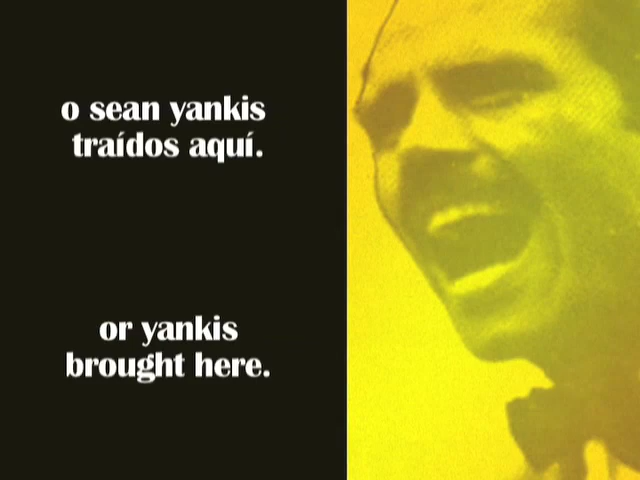 o sean yankis
traídos aquí.
or yankis
brought here.